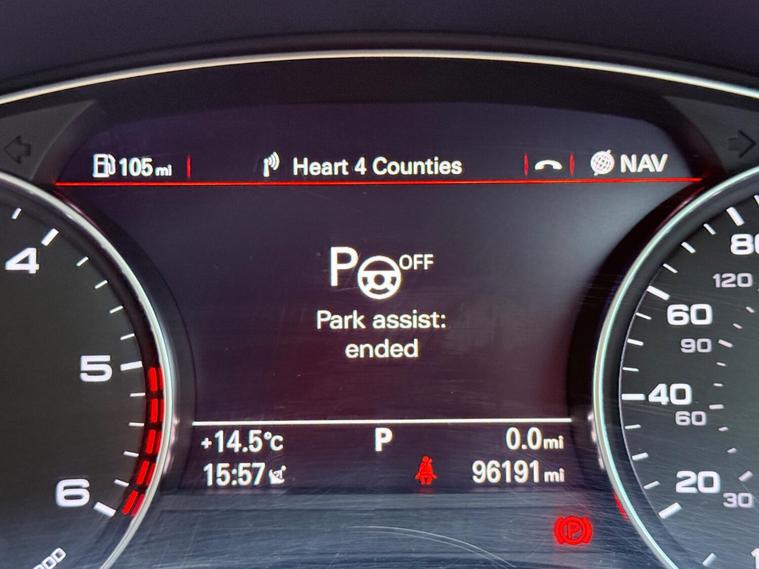 105 mi Heart 4 Counties NAV
P OFF
Park assist:
ended
+14.5°C P 0.0 mi
15:57 96191 mi
P
4
5
6
80
120
60
90
40
60
20
30